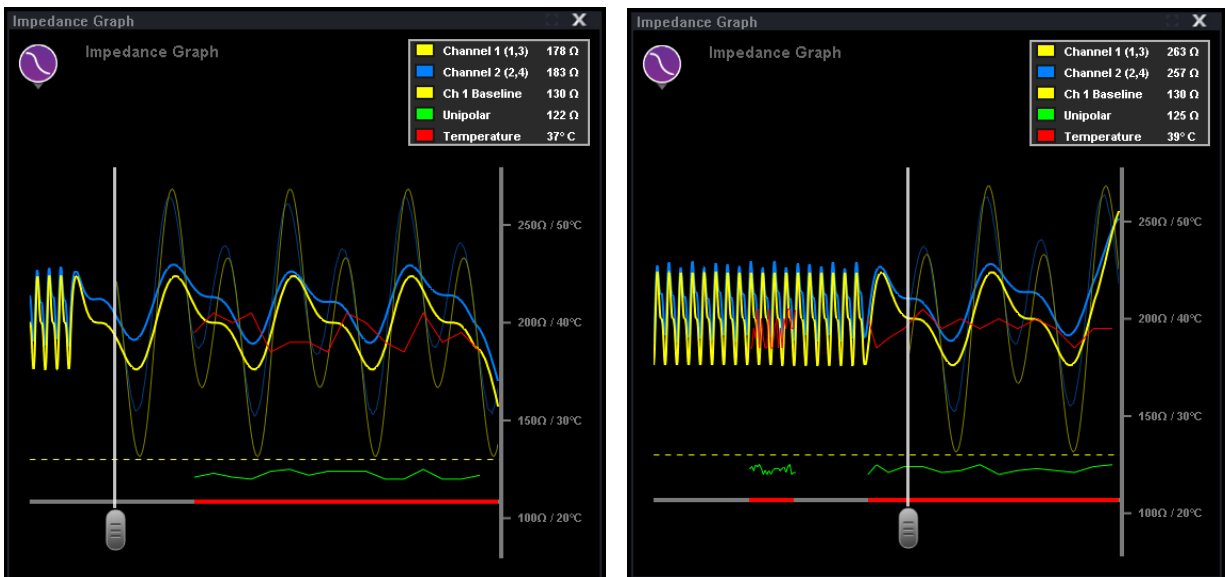 Impedance Graph
Impedance Graph
Channel 1 (1,3) 178 Ω
Channel 2 (2,4) 183 Ω
Ch 1 Baseline 130 Ω
Unipolar 122 Ω
Temperature 37° C
250Ω / 50°C
200Ω / 40°C
150Ω / 30°C
100Ω / 20°C
Impedance Graph
Impedance Graph
Channel 1 (1,3) 263 Ω
Channel 2 (2,4) 257 Ω
Ch 1 Baseline 130 Ω
Unipolar 125 Ω
Temperature 39° C
250Ω / 50°C
200Ω / 40°C
150Ω / 30°C
100Ω / 20°C